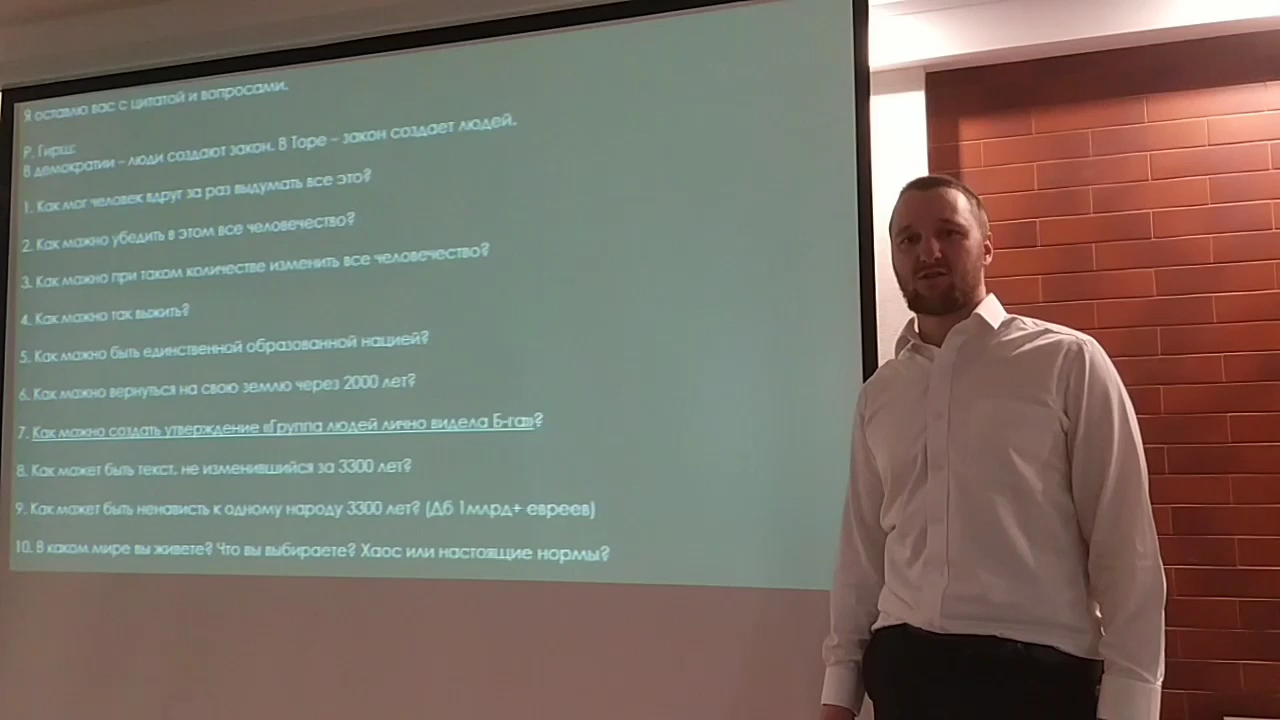 Я оставлю вас с цитатой и вопросами.
Р. Гирш:
В демократии – люди создают закон. В Торе – закон создает людей.
1. Как мог человек вдруг за раз выдумать все это?
2. Как можно убедить в этом все человечество?
3. Как можно при таком количестве изменить все человечество?
4. Как можно так выжить?
5. Как можно быть единственной образованной нацией?
6. Как можно вернуться на свою землю через 2000 лет?
7. Как можно создать утверждение «Группа людей лично видела Б-га»?
8. Как может быть текст, не изменившийся за 3300 лет?
9. Как может быть ненависть к одному народу 3300 лет? (Дб 1млрд+ евреев)
10. В каком мире вы живете? Что вы выбираете? Хаос или настоящие нормы?